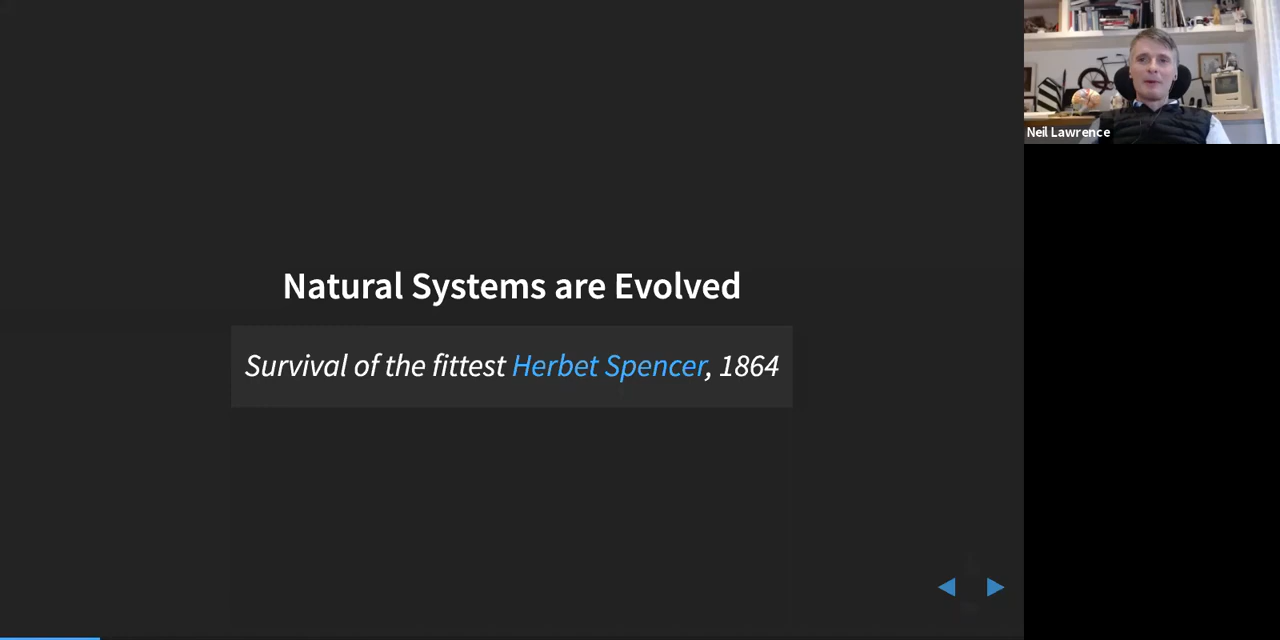 Natural Systems are Evolved
Survival of the fittest Herbet Spencer, 1864
Neil Lawrence